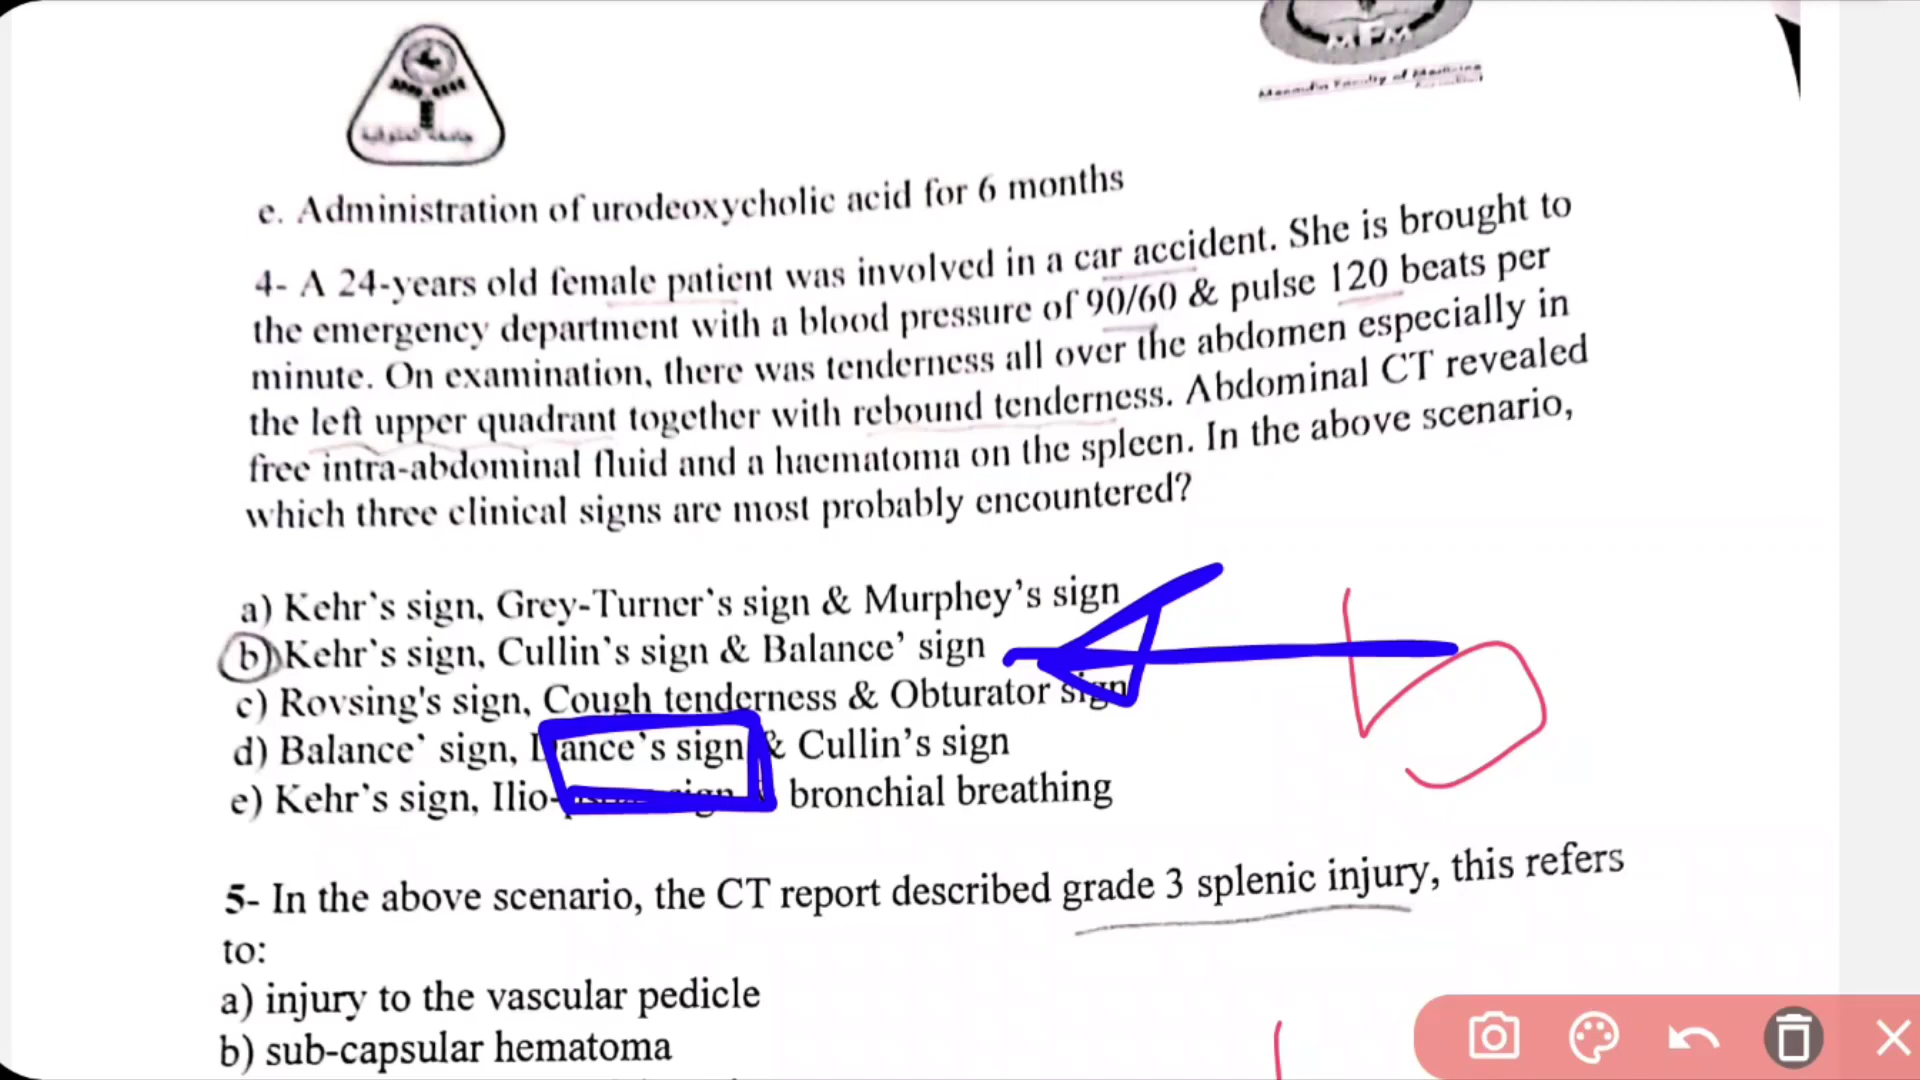 جامعة المنوفية
MFM
e. Administration of urodeoxycholic acid for 6 months
4- A 24-years old female patient was involved in a car accident. She is brought to
the emergency department with a blood pressure of 90/60 & pulse 120 beats per
minute. On examination, there was tenderness all over the abdomen especially in
the left upper quadrant together with rebound tenderness. Abdominal CT revealed
free intra-abdominal fluid and a haematoma on the spleen. In the above scenario,
which three clinical signs are most probably encountered?
a) Kehr's sign, Grey-Turner's sign & Murphey's sign
b) Kehr's sign, Cullin's sign & Balance' sign
c) Rovsing's sign, Cough tenderness & Obturator sign
d) Balance` sign, Dance's sign & Cullin's sign
e) Kehr's sign, Ilio- sign bronchial breathing
b
5- In the above scenario, the CT report described grade 3 splenic injury, this refers
to:
a) injury to the vascular pedicle
b) sub-capsular hematoma